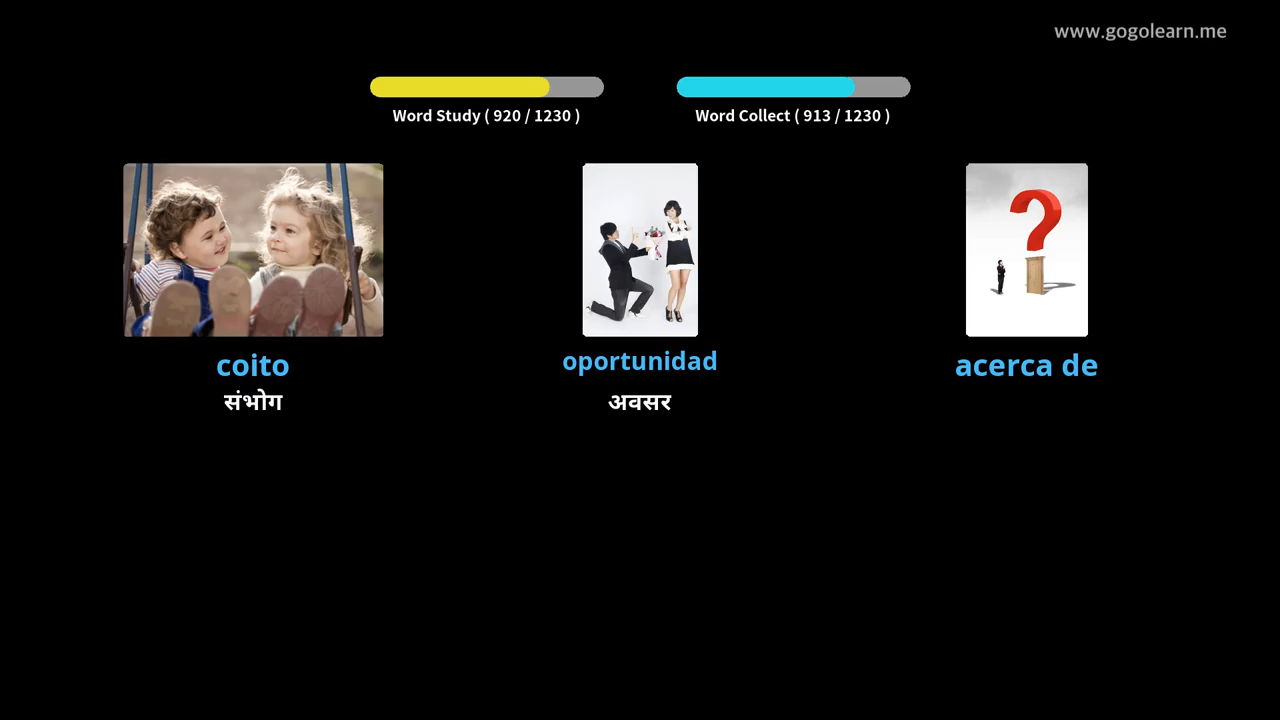 www.gogolearn.me
Word Study ( 920 / 1230 )
Word Collect ( 913 / 1230 )
coito
संभोग
oportunidad
अवसर
acerca de